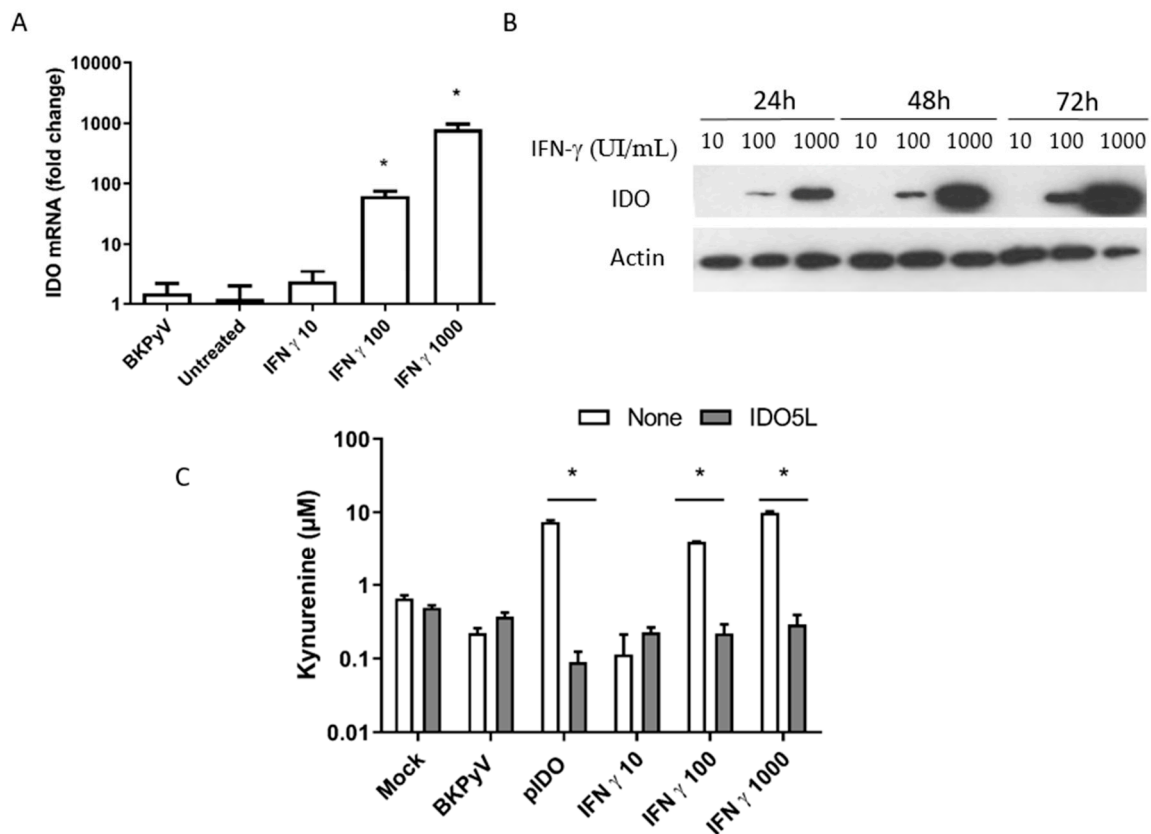 A
IDO mRNA (fold change)
10000
1000
100
10
1
*
*
BKPyV
Untreated
IFN γ 10
IFN γ 100
IFN γ 1000
B
24h 48h 72h
IFN-γ (UI/mL) 10 100 1000 10 100 1000 10 100 1000
IDO
Actin
C
None IDO5L
Kynurenine (µM)
100
10
1
0.1
0.01
* * *
Mock
BKPyV
pIDO
IFN γ 10
IFN γ 100
IFN γ 1000